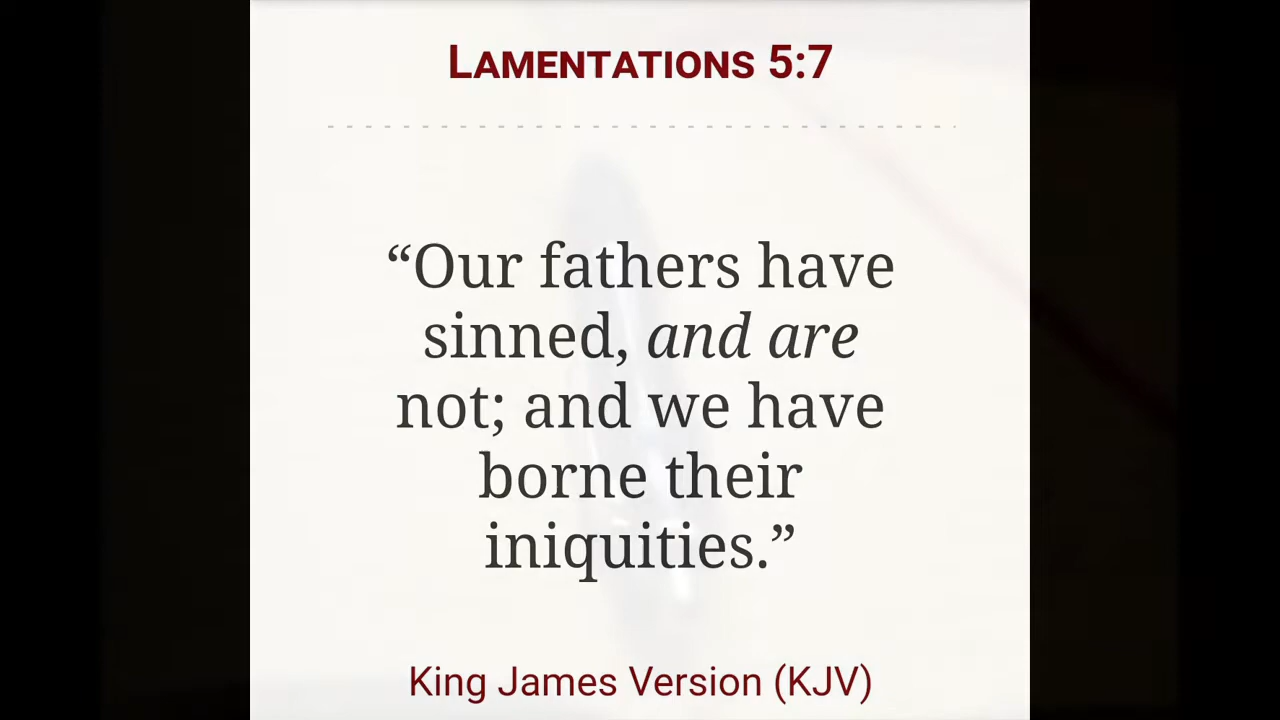 LAMENTATIONS 5:7
“Our fathers have
sinned, and are
not; and we have
borne their
iniquities.”
King James Version (KJV)